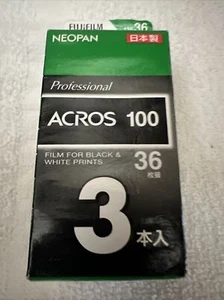 FUJIFILM
36
NEOPAN
日本製
Professional
ACROS 100
FILM FOR BLACK &
WHITE PRINTS
36
枚撮
3
本入